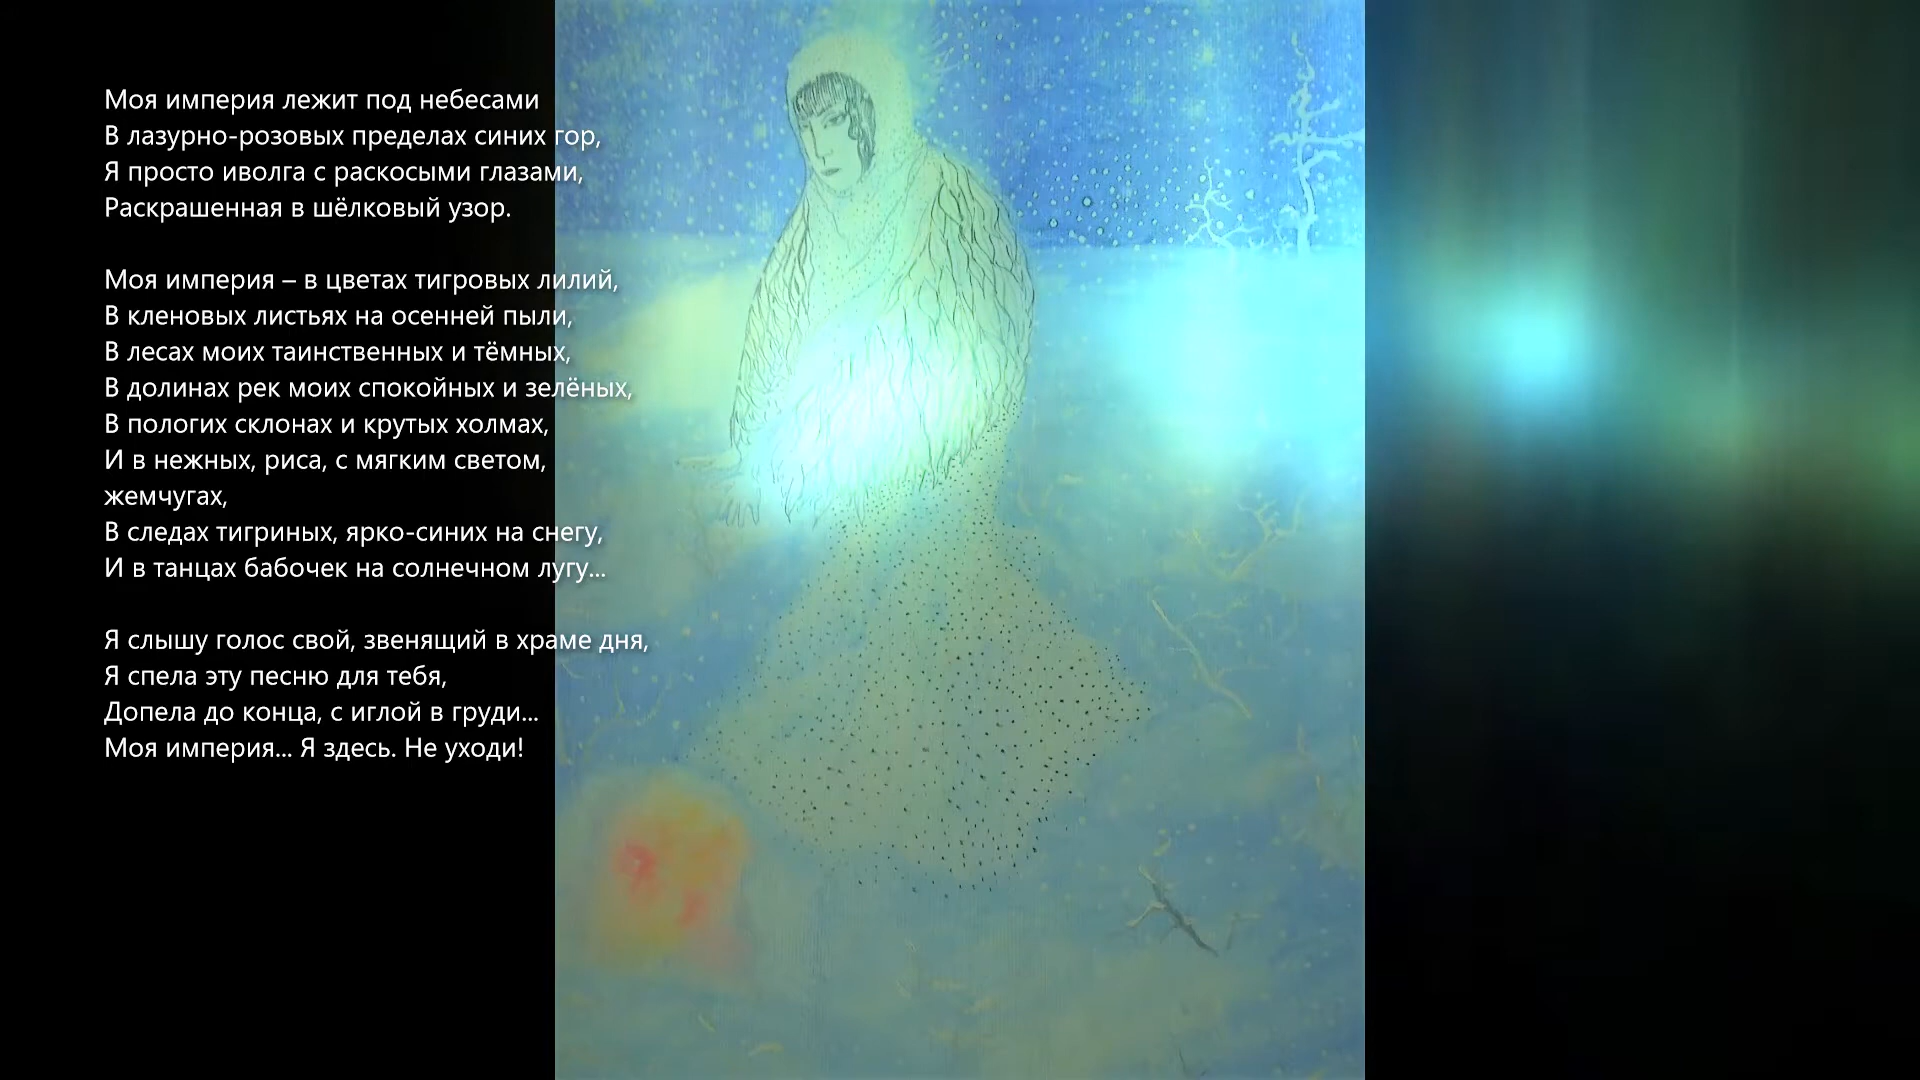 Моя империя лежит под небесами
В лазурно-розовых пределах синих гор,
Я просто иволга с раскосыми глазами,
Раскрашенная в шёлковый узор.
Моя империя – в цветах тигровых лилий,
В кленовых листьях на осенней пыли,
В лесах моих таинственных и тёмных,
В долинах рек моих спокойных и зелёных,
В пологих склонах и крутых холмах,
И в нежных, риса, с мягким светом,
жемчугах,
В следах тигриных, ярко-синих на снегу,
И в танцах бабочек на солнечном лугу...
Я слышу голос свой, звенящий в храме дня,
Я спела эту песню для тебя,
Допела до конца, с иглой в груди...
Моя империя... Я здесь. Не уходи!